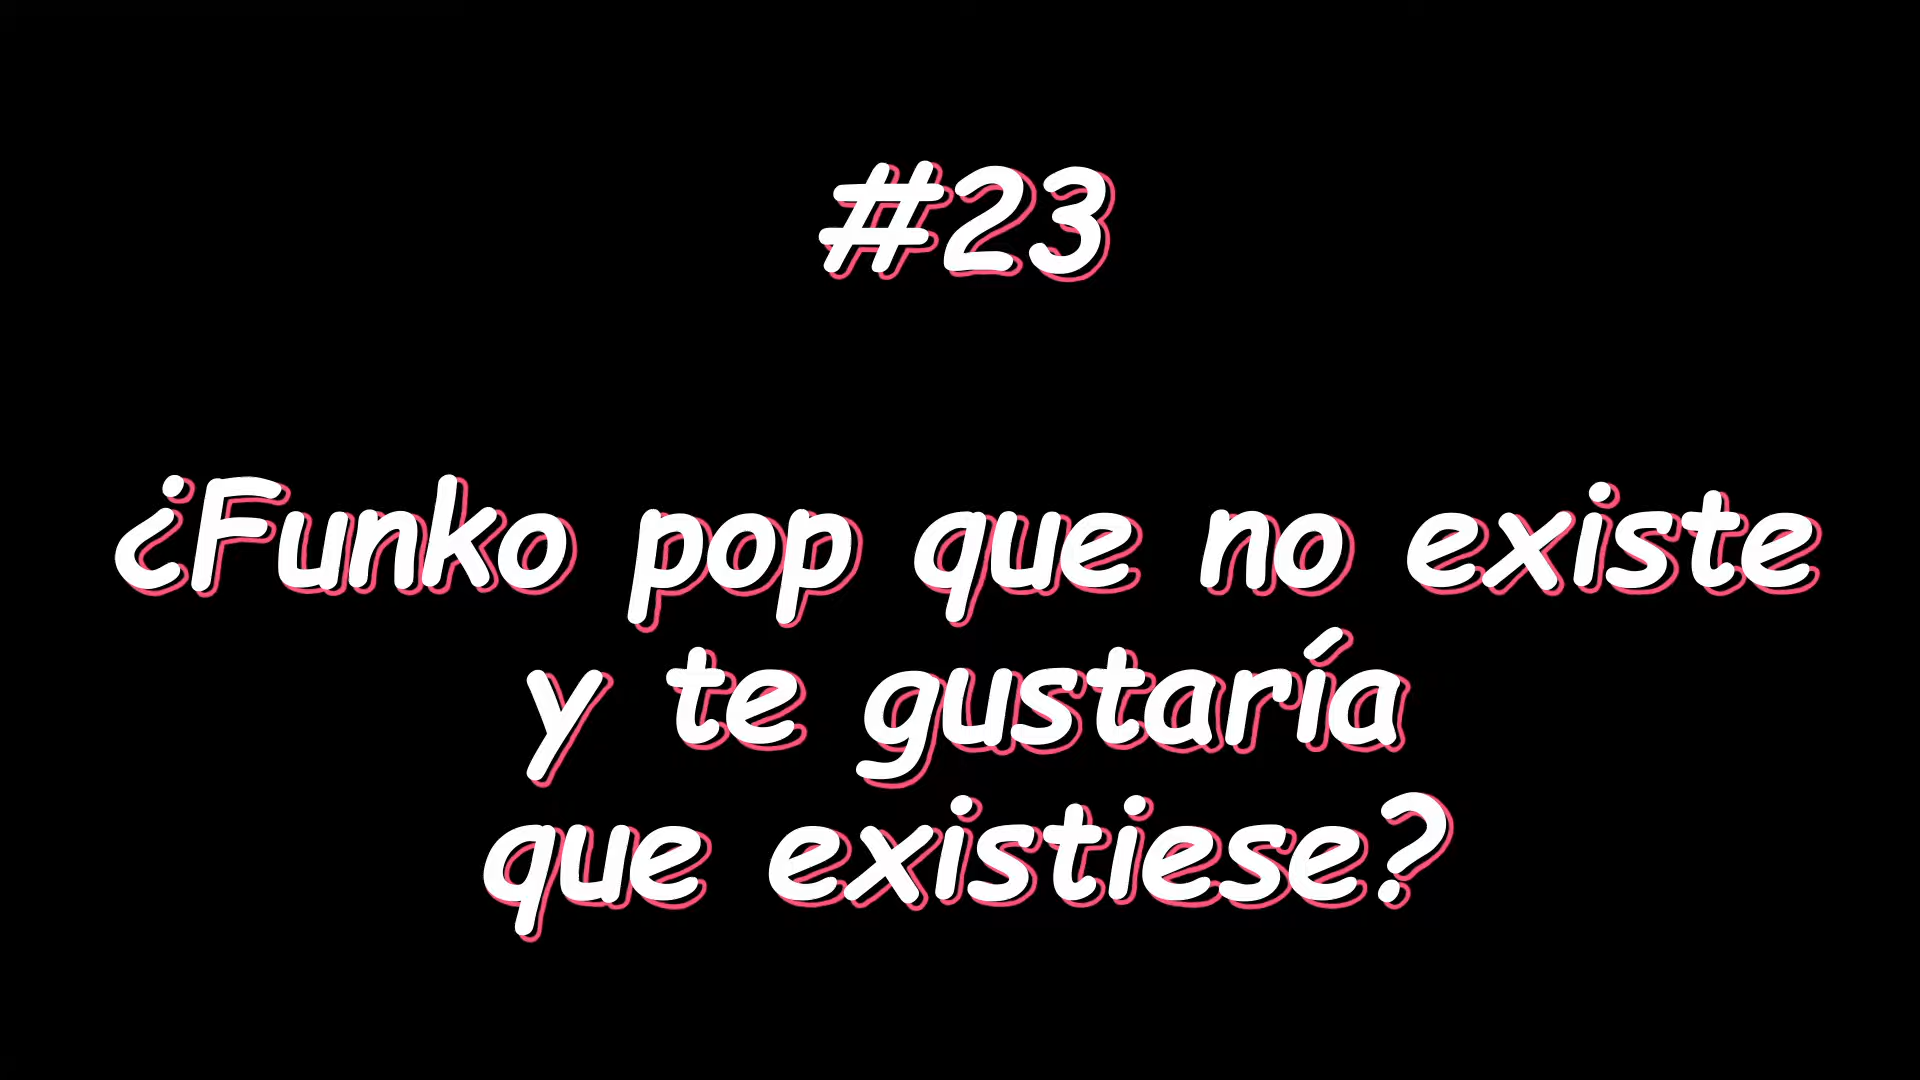 #23
¿Funko pop que no existe
y te gustaría
que existiese?